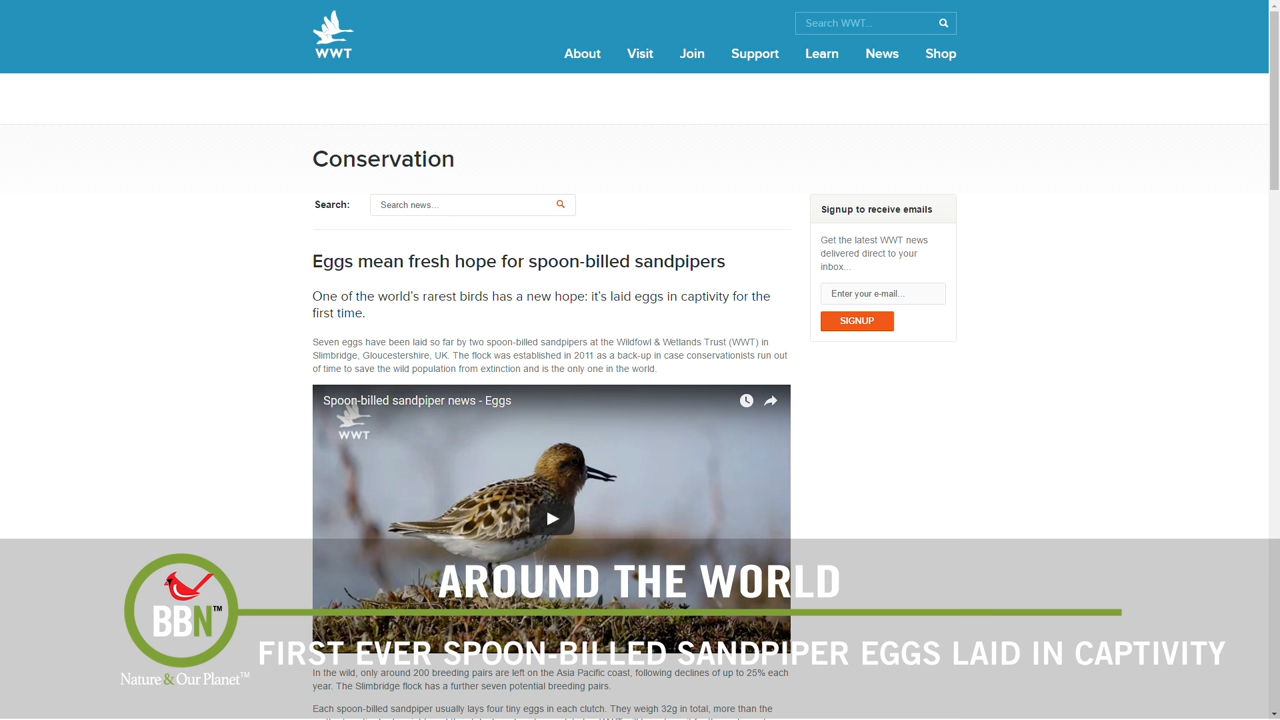 Search WWT...
WWT
About Visit Join Support Learn News Shop
Conservation
Search: Search news...
Signup to receive emails
Get the latest WWT news
delivered direct to your
inbox...
Enter your e-mail...
SIGNUP
Eggs mean fresh hope for spoon-billed sandpipers
One of the world's rarest birds has a new hope: it's laid eggs in captivity for the
first time.
Seven eggs have been laid so far by two spoon-billed sandpipers at the Wildfowl & Wetlands Trust (WWT) in
Slimbridge, Gloucestershire, UK. The flock was established in 2011 as a back-up in case conservationists run out
of time to save the wild population from extinction and is the only one in the world.
Spoon-billed sandpiper news - Eggs
WWT
AROUND THE WORLD
BBN™
FIRST EVER SPOON-BILLED SANDPIPER EGGS LAID IN CAPTIVITY
Nature & Our Planet™
In the wild, only around 200 breeding pairs are left on the Asia Pacific coast, following declines of up to 25% each
year. The Slimbridge flock has a further seven potential breeding pairs.
Each spoon-billed sandpiper usually lays four tiny eggs in each clutch. They weigh 32g in total, more than the